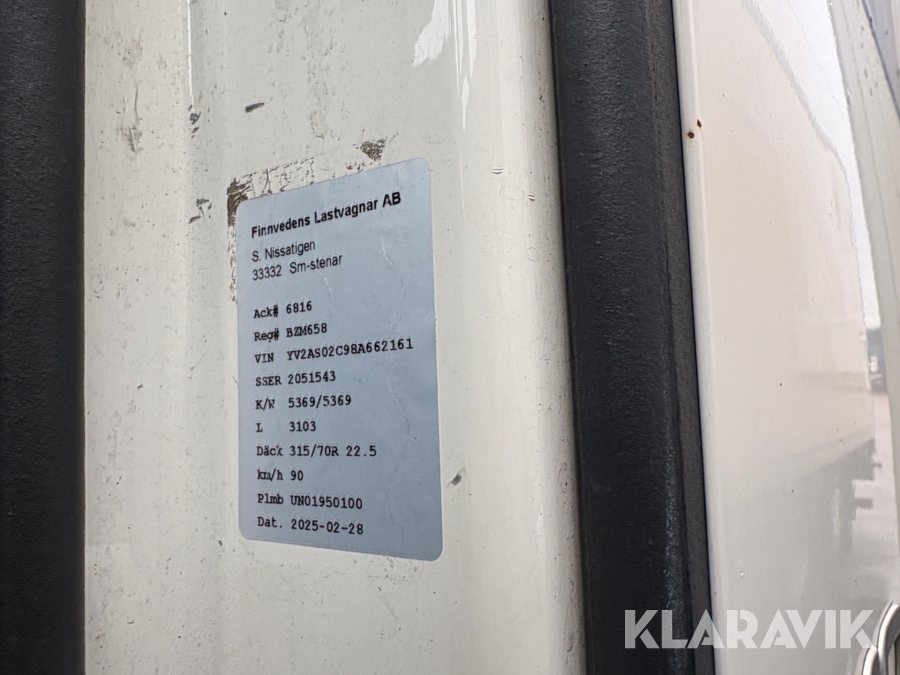 Finnvedens Lastvagnar AB
S. Nissatigen
33332 Sm-stenar
Ack# 6816
Reg# BZM658
VIN YV2AS02C98A662161
SSER 2051543
K/W 5369/5369
L 3103
Däck 315/70R 22.5
km/h 90
Plmb UN01950100
Dat. 2025-02-28
KLARAVIK